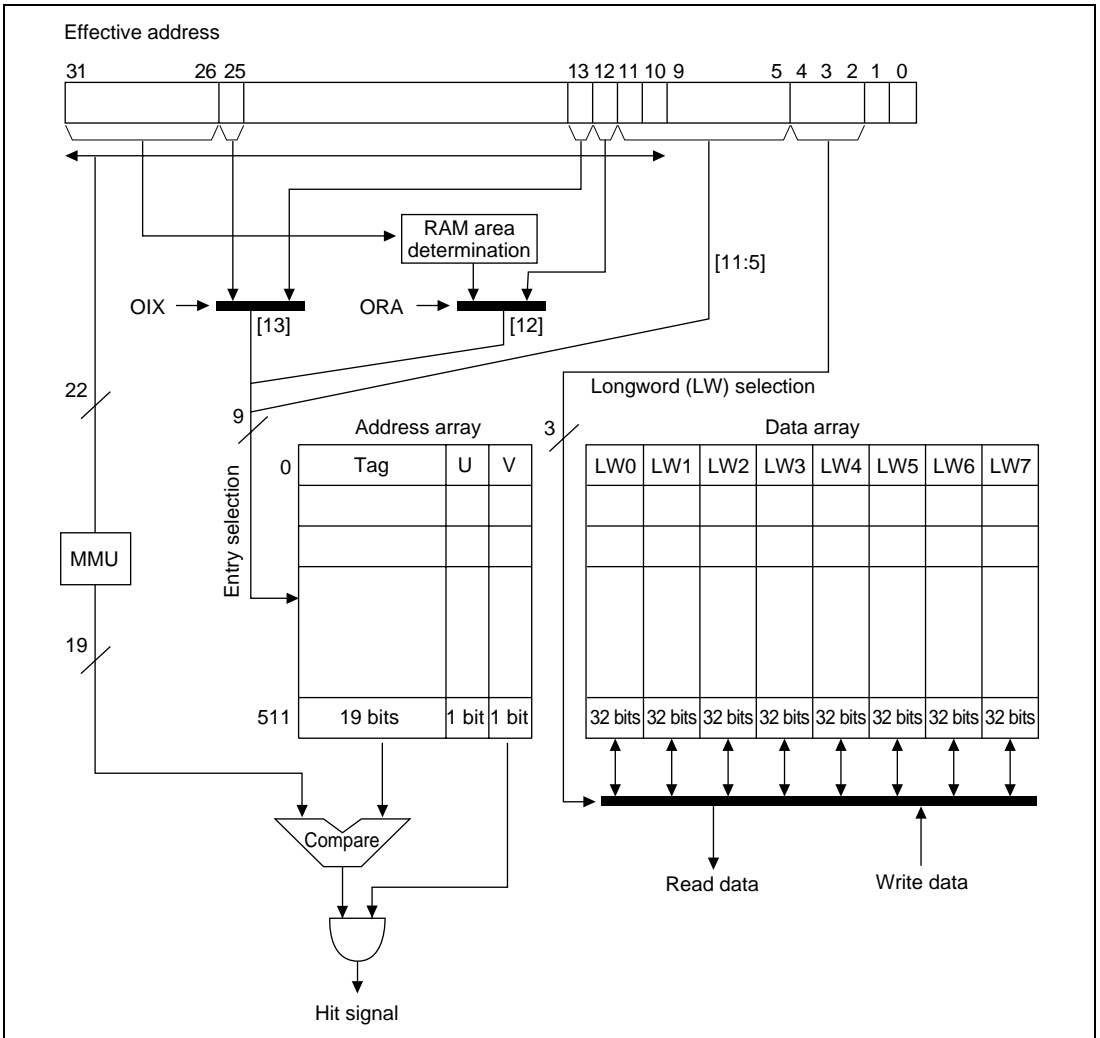 Effective address
31 26 25 13 12 11 10 9 5 4 3 2 1 0
RAM area
determination
[11:5]
OIX
ORA
[13]
[12]
22
Longword (LW) selection
9
3
Address array
Data array
0
Tag U V
LW0 LW1 LW2 LW3 LW4 LW5 LW6 LW7
Entry selection
MMU
19
511
19 bits 1 bit 1 bit
32 bits 32 bits 32 bits 32 bits 32 bits 32 bits 32 bits 32 bits
Compare
Read data
Write data
Hit signal